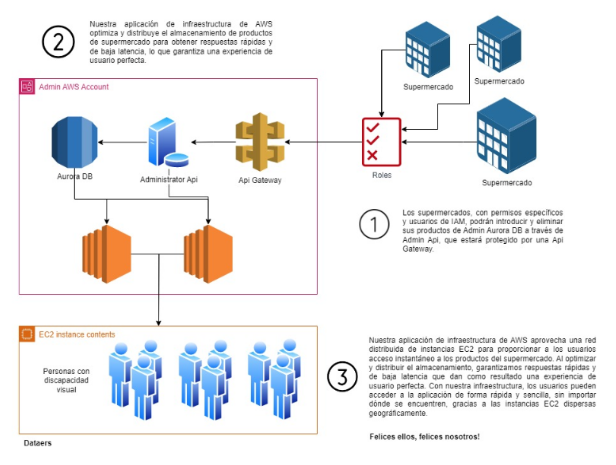 2
Nuestra aplicación de infraestructura de AWS
optimiza y distribuye el almacenamiento de productos
de supermercado para obtener respuestas rápidas y
de baja latencia, lo que garantiza una experiencia de
usuario perfecta.
Supermercado
Supermercado
Supermercado
Admin AWS Account
Aurora DB
Administrator Api
Api Gateway
Roles
1
Los supermercados, con permisos específicos
y usuarios de IAM, podrán introducir y eliminar
sus productos de Admin Aurora DB a través de
Admin Api, que estará protegido por una Api
Gateway.
EC2 instance contents
Personas con
discapacidad
visual
3
Nuestra aplicación de infraestructura de AWS aprovecha una red
distribuida de instancias EC2 para proporcionar a los usuarios
acceso instantáneo a los productos del supermercado. Al optimizar
y distribuir el almacenamiento, garantizamos respuestas rápidas y
de baja latencia que dan como resultado una experiencia de
usuario perfecta. Con nuestra infraestructura, los usuarios pueden
acceder a la aplicación de forma rápida y sencilla, sin importar
dónde se encuentren, gracias a las instancias EC2 dispersas
geográficamente.
Felices ellos, felices nosotros!
Dataers